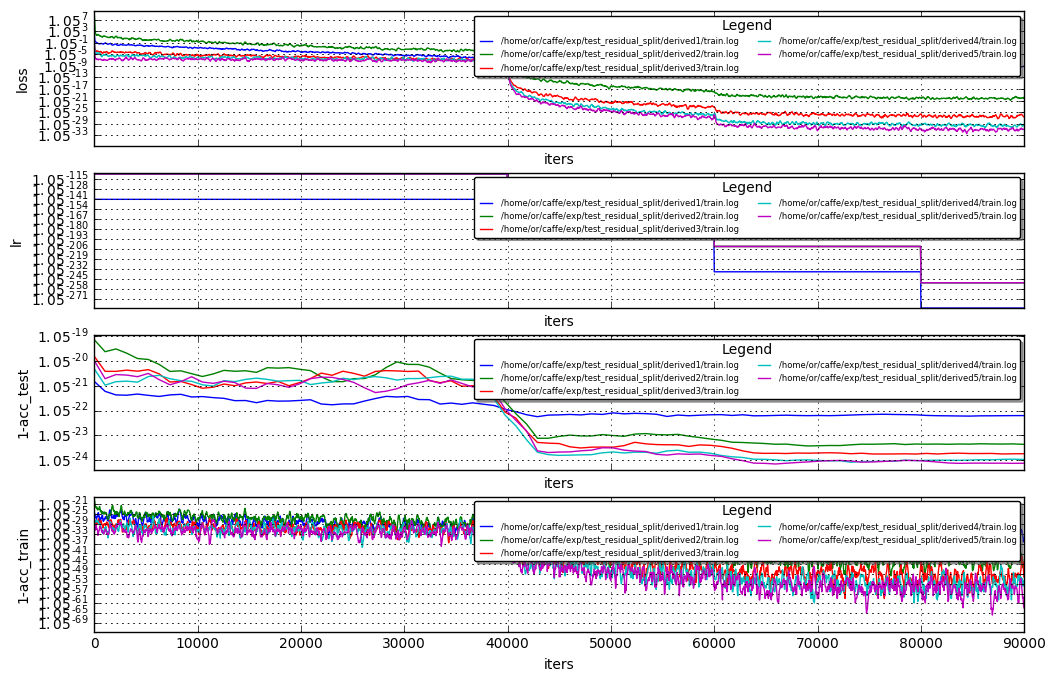 1.05^7
1.05^3
1.05^-1
1.05^-5
1.05^-9
1.05^-13
1.05^-17
1.05^-21
1.05^-25
1.05^-29
1.05^-33
loss
Legend
/home/or/caffe/exp/test_residual_split/derived1/train.log
/home/or/caffe/exp/test_residual_split/derived2/train.log
/home/or/caffe/exp/test_residual_split/derived3/train.log
/home/or/caffe/exp/test_residual_split/derived4/train.log
/home/or/caffe/exp/test_residual_split/derived5/train.log
iters
1.05^-115
1.05^-128
1.05^-141
1.05^-154
1.05^-167
1.05^-180
1.05^-193
1.05^-206
1.05^-219
1.05^-232
1.05^-245
1.05^-258
1.05^-271
lr
Legend
/home/or/caffe/exp/test_residual_split/derived1/train.log
/home/or/caffe/exp/test_residual_split/derived2/train.log
/home/or/caffe/exp/test_residual_split/derived3/train.log
/home/or/caffe/exp/test_residual_split/derived4/train.log
/home/or/caffe/exp/test_residual_split/derived5/train.log
iters
1.05^-19
1.05^-20
1.05^-21
1.05^-22
1.05^-23
1.05^-24
1-acc_test
Legend
/home/or/caffe/exp/test_residual_split/derived1/train.log
/home/or/caffe/exp/test_residual_split/derived2/train.log
/home/or/caffe/exp/test_residual_split/derived3/train.log
/home/or/caffe/exp/test_residual_split/derived4/train.log
/home/or/caffe/exp/test_residual_split/derived5/train.log
iters
1.05^-21
1.05^-25
1.05^-29
1.05^-33
1.05^-37
1.05^-41
1.05^-45
1.05^-49
1.05^-53
1.05^-57
1.05^-61
1.05^-65
1.05^-69
1-acc_train
Legend
/home/or/caffe/exp/test_residual_split/derived1/train.log
/home/or/caffe/exp/test_residual_split/derived2/train.log
/home/or/caffe/exp/test_residual_split/derived3/train.log
/home/or/caffe/exp/test_residual_split/derived4/train.log
/home/or/caffe/exp/test_residual_split/derived5/train.log
0 10000 20000 30000 40000 50000 60000 70000 80000 90000
iters